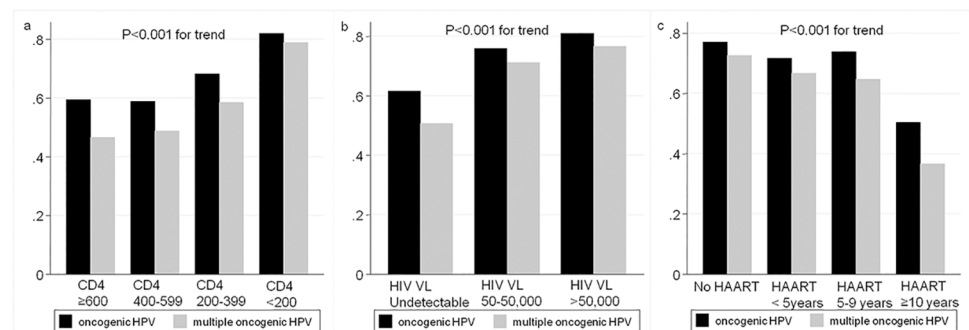 a
P<0.001 for trend
.8
.6
.4
.2
0
CD4 CD4 CD4 CD4
≥600 400-599 200-399 <200
oncogenic HPV multiple oncogenic HPV
b
P<0.001 for trend
.8
.6
.4
.2
0
HIV VL HIV VL HIV VL
Undetectable 50-50,000 >50,000
oncogenic HPV multiple oncogenic HPV
c
P<0.001 for trend
.8
.6
.4
.2
0
No HAART HAART HAART HAART
< 5years 5-9 years ≥10 years
oncogenic HPV multiple oncogenic HPV